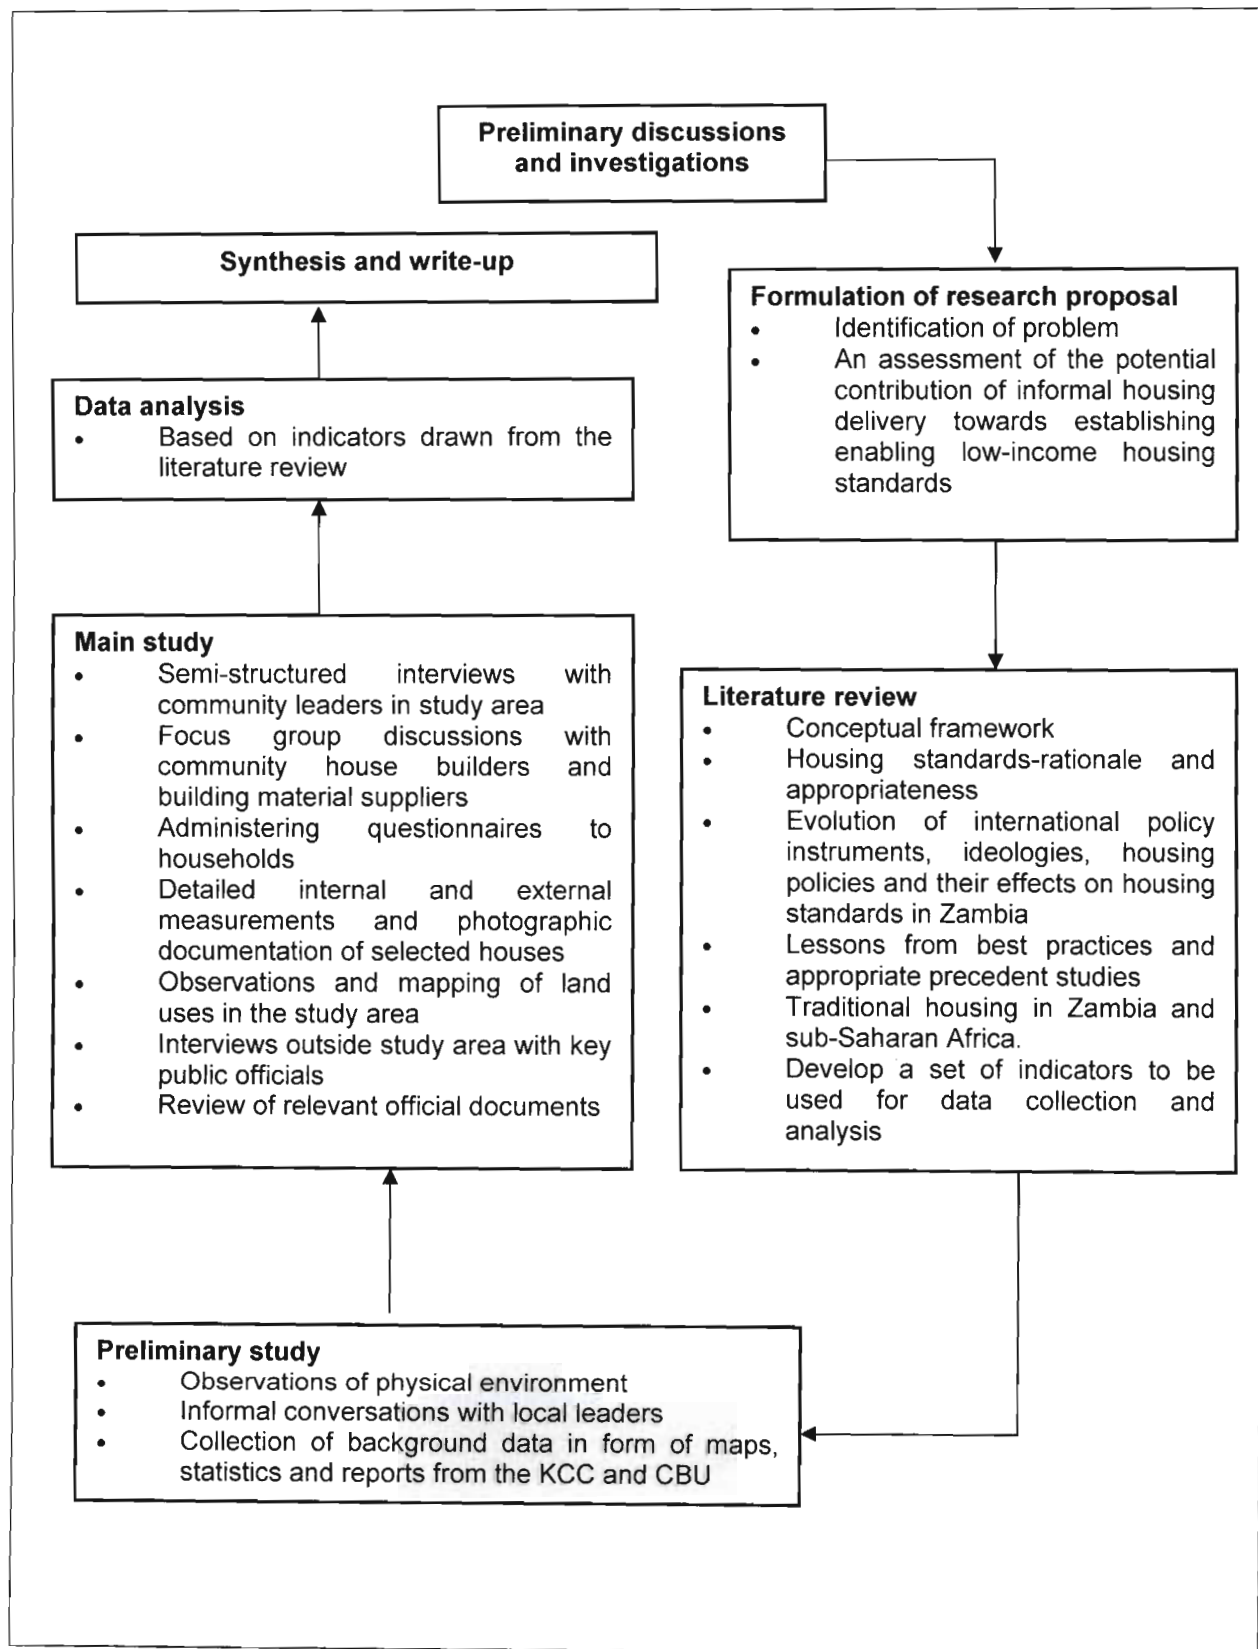 Preliminary discussions
and investigations
Formulation of research proposal
• Identification of problem
• An assessment of the potential
contribution of informal housing
delivery towards establishing
enabling low-income housing
standards
Literature review
• Conceptual framework
• Housing standards-rationale and
appropriateness
• Evolution of international policy
instruments, ideologies, housing
policies and their effects on housing
standards in Zambia
• Lessons from best practices and
appropriate precedent studies
• Traditional housing in Zambia and
sub-Saharan Africa.
• Develop a set of indicators to be
used for data collection and
analysis
Preliminary study
• Observations of physical environment
• Informal conversations with local leaders
• Collection of background data in form of maps,
statistics and reports from the KCC and CBU
Main study
• Semi-structured interviews with
community leaders in study area
• Focus group discussions with
community house builders and
building material suppliers
• Administering questionnaires to
households
• Detailed internal and external
measurements and photographic
documentation of selected houses
• Observations and mapping of land
uses in the study area
• Interviews outside study area with key
public officials
• Review of relevant official documents
Data analysis
• Based on indicators drawn from the
literature review
Synthesis and write-up